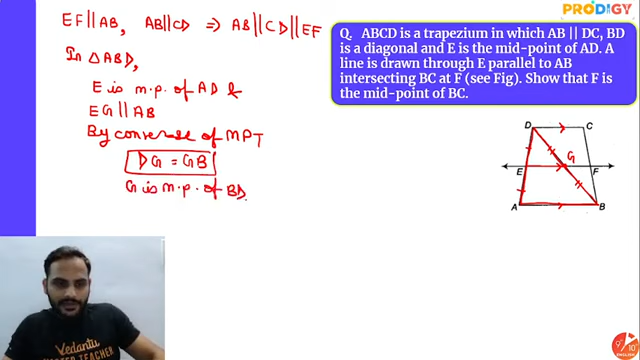 EF || AB, AB || CD ⇒ AB || CD || EF
In △ABD,
E is m.p. of AD &
EG || AB
By converse of MPT
DG = GB
G is m.p. of BD.
PRODIGY
Q. ABCD is a trapezium in which AB || DC, BD
is a diagonal and E is the mid-point of AD. A
line is drawn through E parallel to AB
intersecting BC at F (see Fig). Show that F is
the mid-point of BC.
D C
G
E F
A B
Vedantu
MASTER TEACHER
9 10
ENGLISH